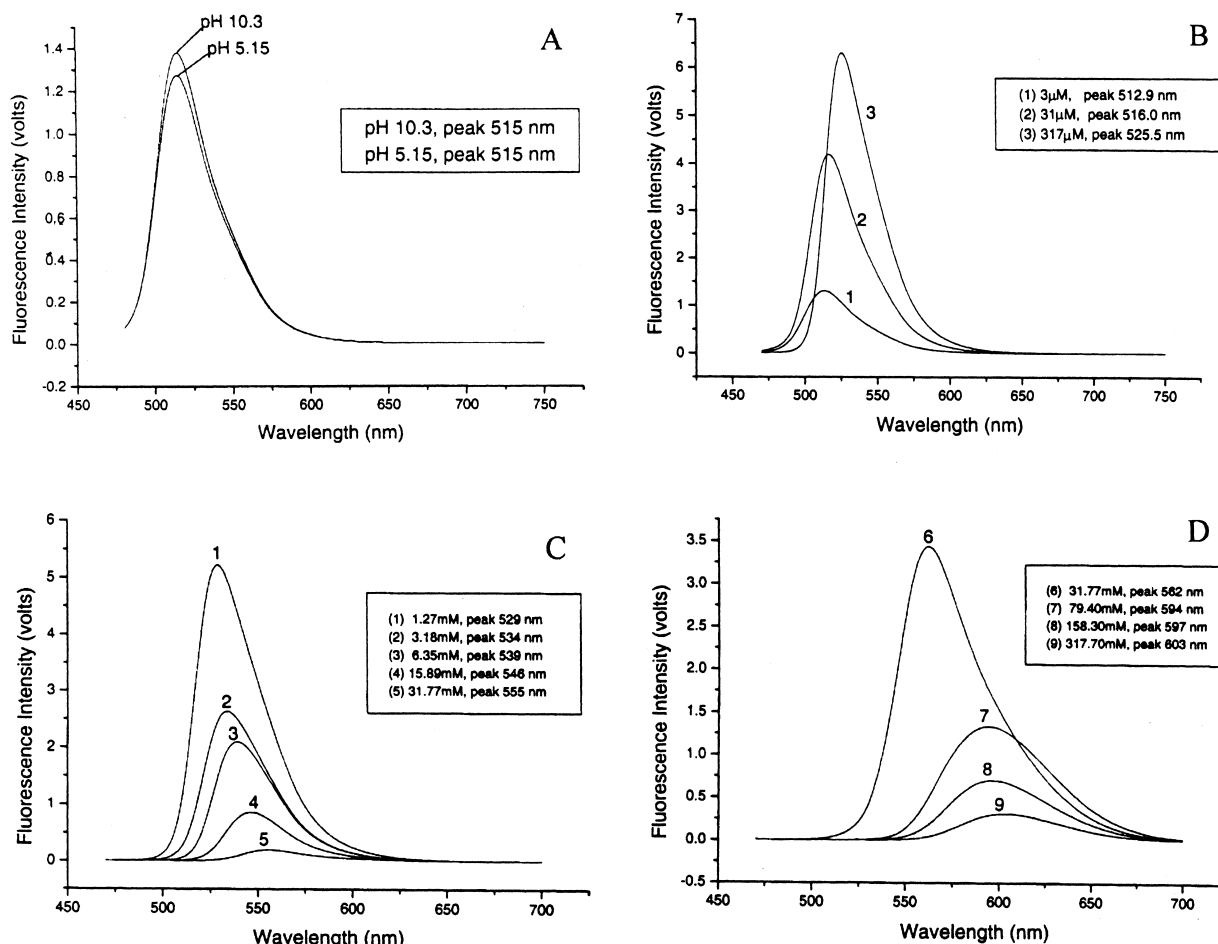 A
pH 10.3
pH 5.15
pH 10.3, peak 515 nm
pH 5.15, peak 515 nm
Fluorescence Intensity (volts)
1.4
1.2
1.0
0.8
0.6
0.4
0.2
0.0
-0.2
450 500 550 600 650 700 750
Wavelength (nm)
B
(1) 3μM, peak 512.9 nm
(2) 31μM, peak 516.0 nm
(3) 317μM, peak 525.5 nm
3
2
1
Fluorescence Intensity (volts)
7
6
5
4
3
2
1
0
450 500 550 600 650 700 750
Wavelength (nm)
C
(1) 1.27mM, peak 529 nm
(2) 3.18mM, peak 534 nm
(3) 6.35mM, peak 539 nm
(4) 15.89mM, peak 546 nm
(5) 31.77mM, peak 555 nm
1
2
3
4
5
Fluorescence Intensity (volts)
6
5
4
3
2
1
0
450 500 550 600 650 700
Wavelength (nm)
D
(6) 31.77mM, peak 562 nm
(7) 79.40mM, peak 594 nm
(8) 158.30mM, peak 597 nm
(9) 317.70mM, peak 603 nm
6
7
8
9
Fluorescence Intensity (volts)
3.5
3.0
2.5
2.0
1.5
1.0
0.5
0.0
-0.5
450 500 550 600 650 700
Wavelength (nm)